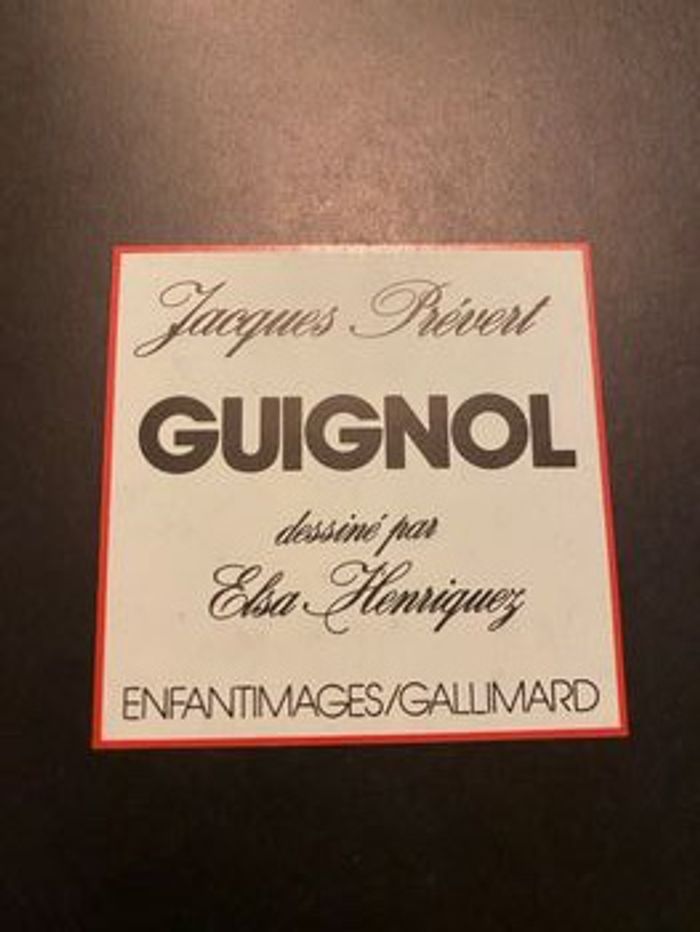 Jacques Prévert
GUIGNOL
dessiné par
Elsa Henriquez
ENFANTIMAGES/GALLIMARD